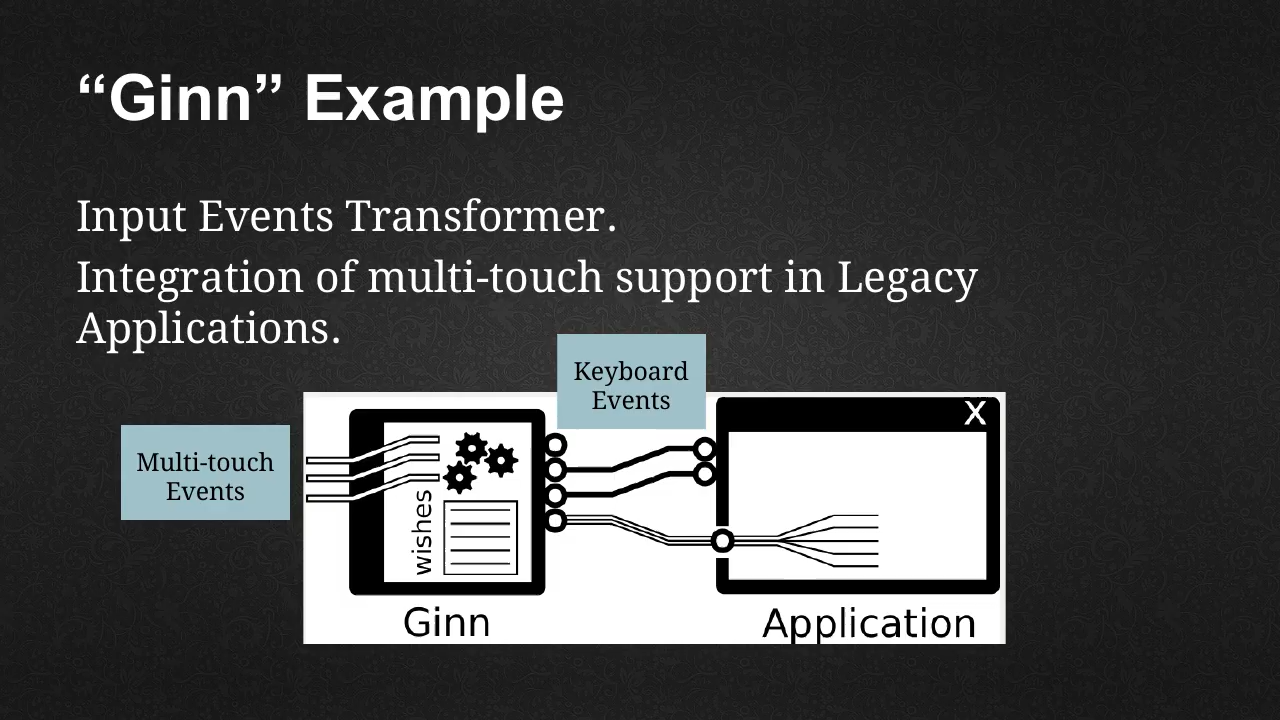 “Ginn” Example
Input Events Transformer.
Integration of multi-touch support in Legacy
Applications.
Keyboard
Events
X
Multi-touch
Events
wishes
Ginn
Application